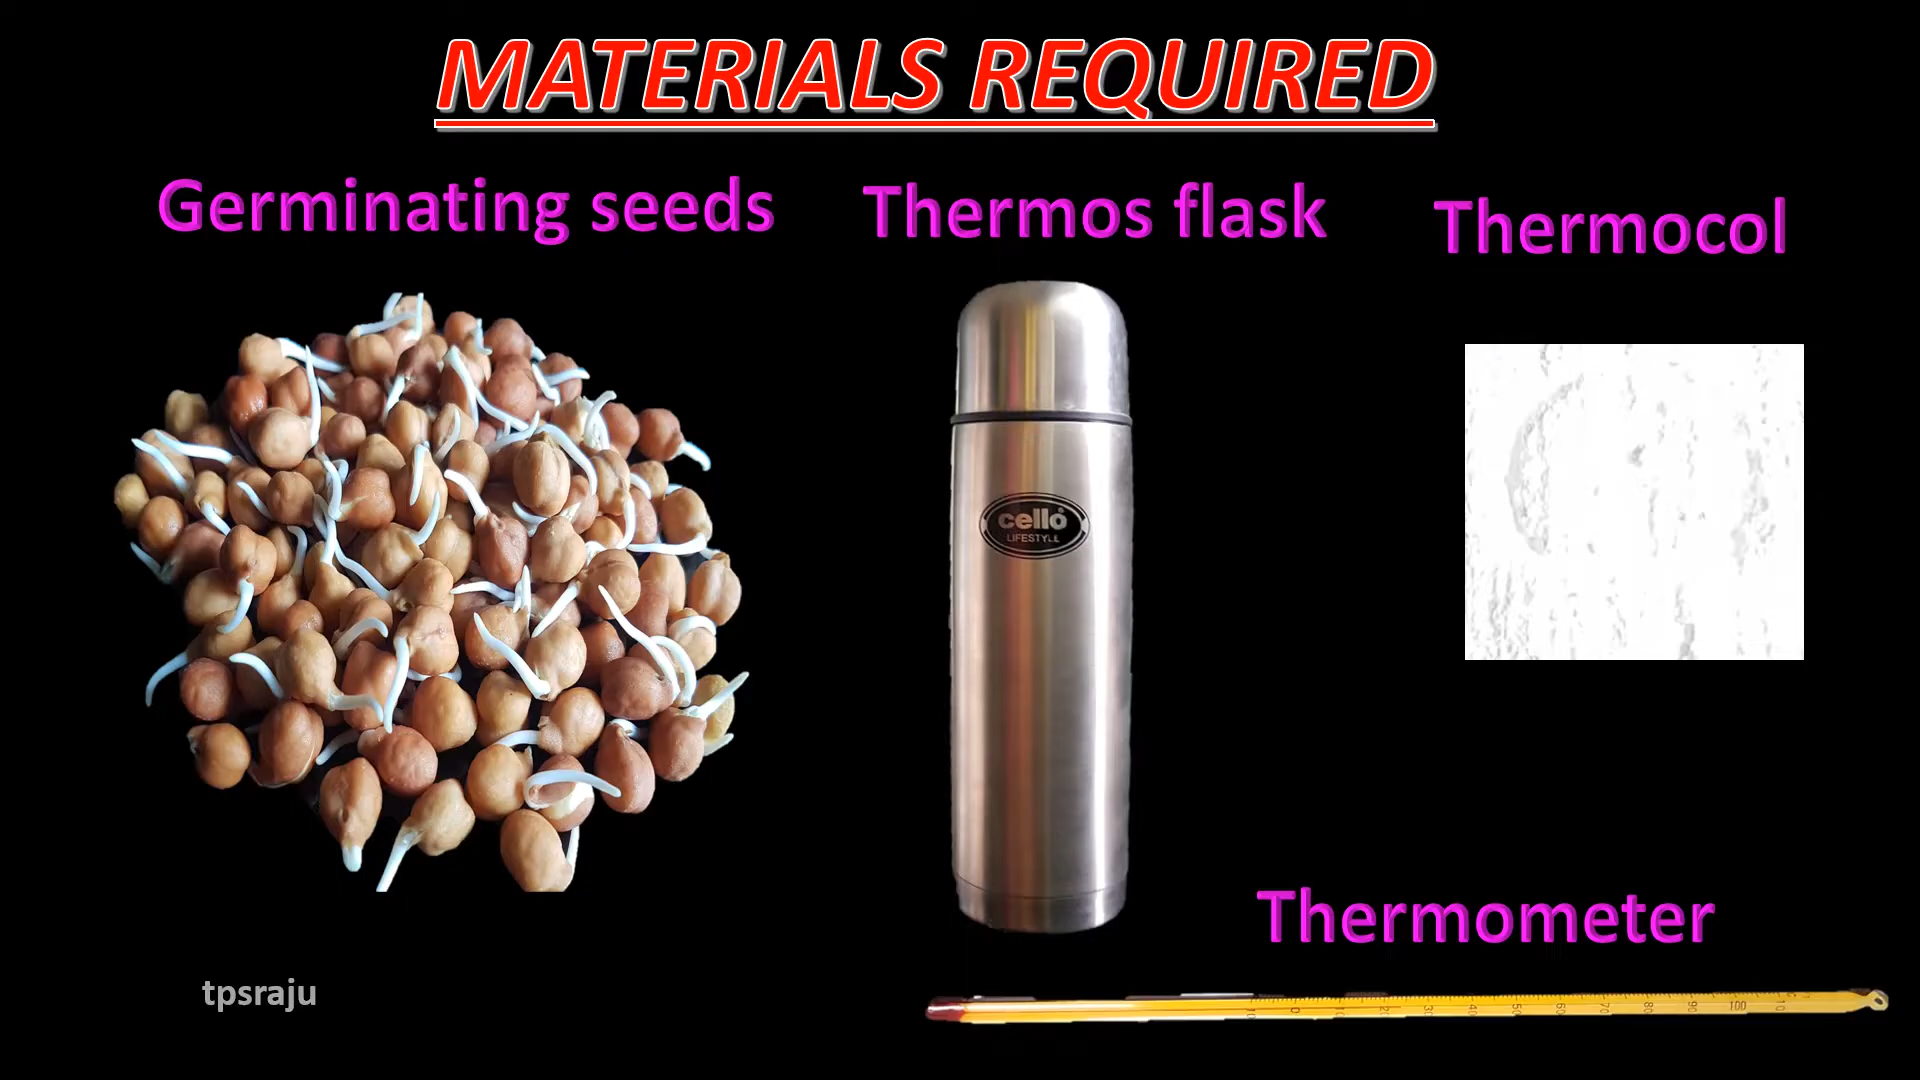 MATERIALS REQUIRED
Germinating seeds
Thermos flask
Thermocol
cello
LIFESTYLE
Thermometer
tpsraju